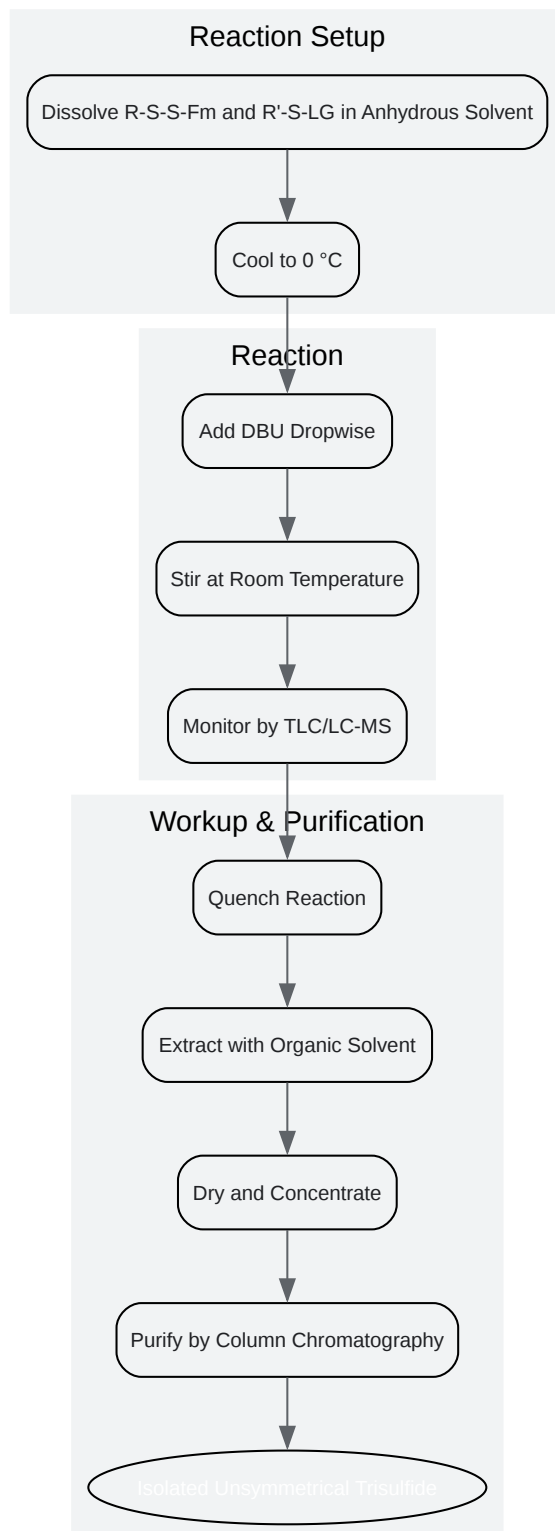 Reaction Setup
Dissolve R-S-S-Fm and R'-S-LG in Anhydrous Solvent
Cool to 0 °C
Reaction
Add DBU Dropwise
Stir at Room Temperature
Monitor by TLC/LC-MS
Workup & Purification
Quench Reaction
Extract with Organic Solvent
Dry and Concentrate
Purify by Column Chromatography
Isolated Unsymmetrical Trisulfide